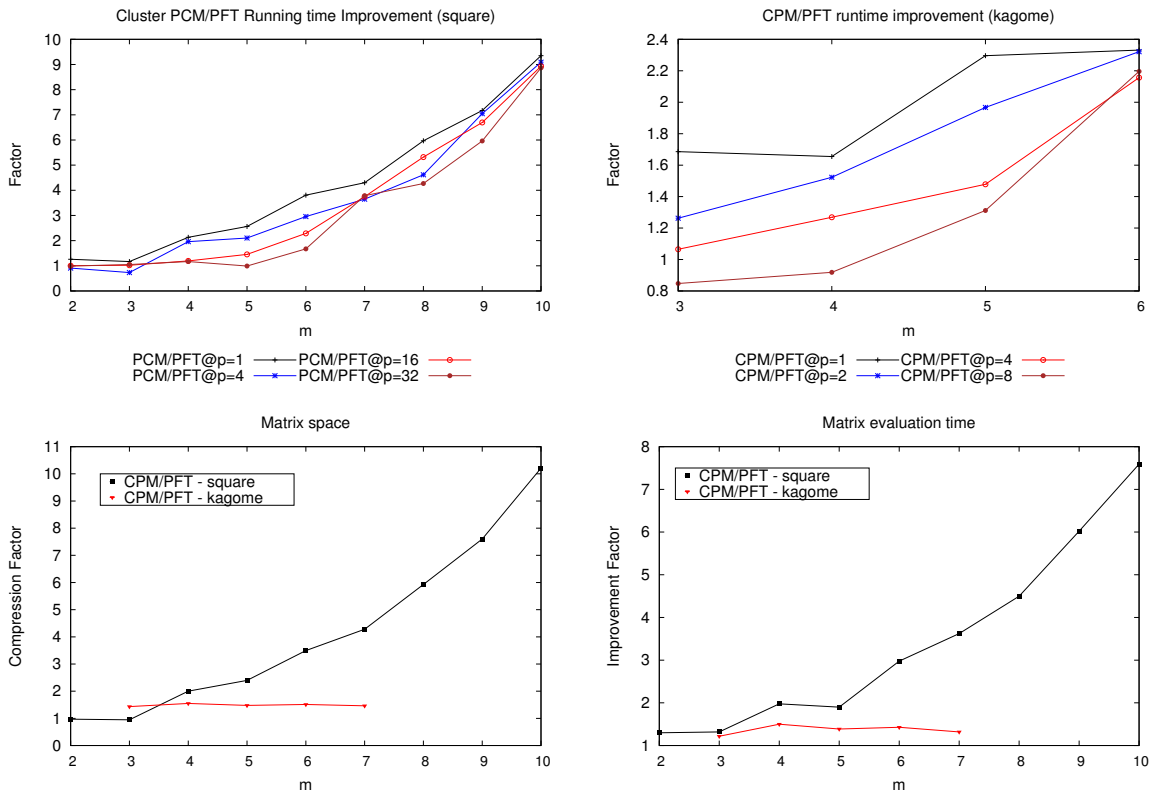 Cluster PCM/PFT Running time Improvement (square)
10
9
8
7
6
5
4
3
2
1
0
Factor
2 3 4 5 6 7 8 9 10
m
PCM/PFT@p=1 PCM/PFT@p=16
PCM/PFT@p=4 PCM/PFT@p=32
CPM/PFT runtime improvement (kagome)
2.4
2.2
2
1.8
1.6
1.4
1.2
1
0.8
Factor
3 4 5 6
m
CPM/PFT@p=1 CPM/PFT@p=4
CPM/PFT@p=2 CPM/PFT@p=8
Matrix space
11
10
9
8
7
6
5
4
3
2
1
0
Compression Factor
CPM/PFT - square
CPM/PFT - kagome
2 3 4 5 6 7 8 9 10
m
Matrix evaluation time
8
7
6
5
4
3
2
1
Improvement Factor
CPM/PFT - square
CPM/PFT - kagome
2 3 4 5 6 7 8 9 10
m